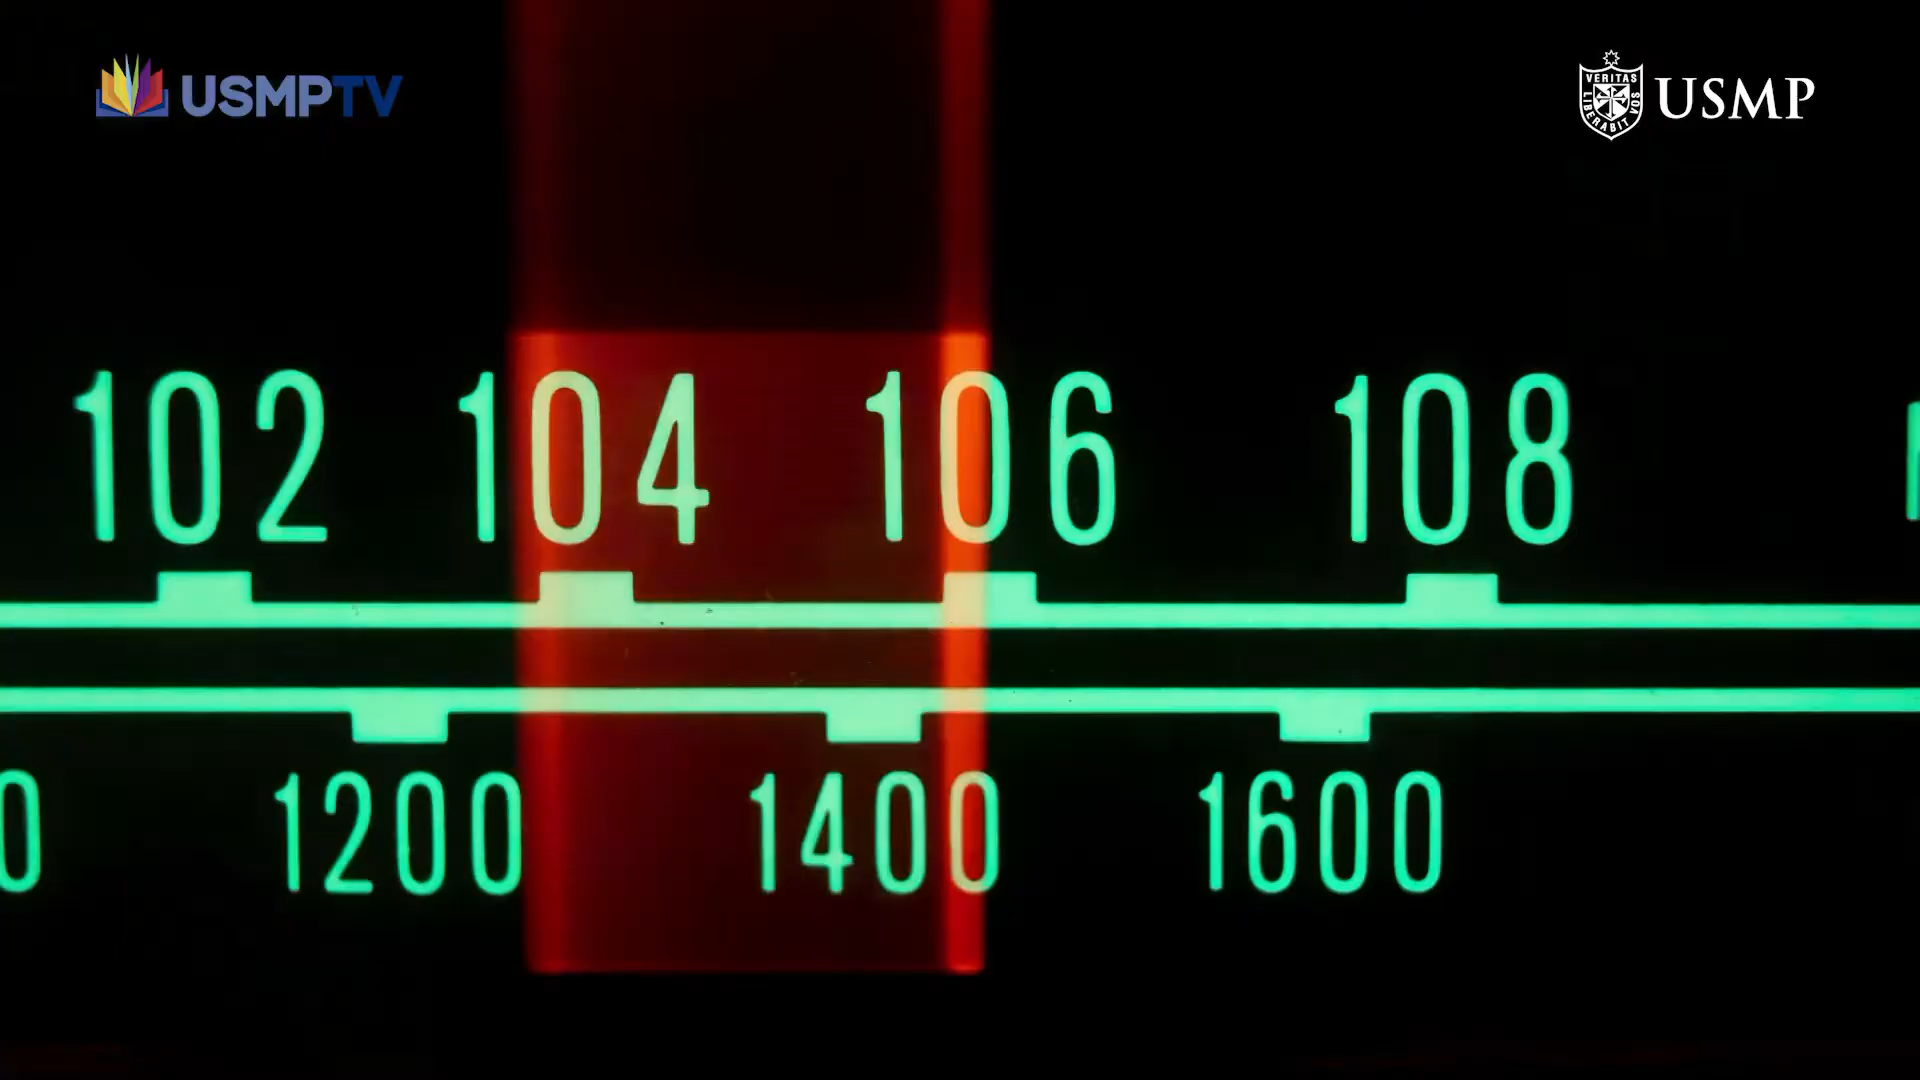 USMPTV
VERITAS LIBERABIT VOS
USMP
102 104 106 108
1200 1400 1600